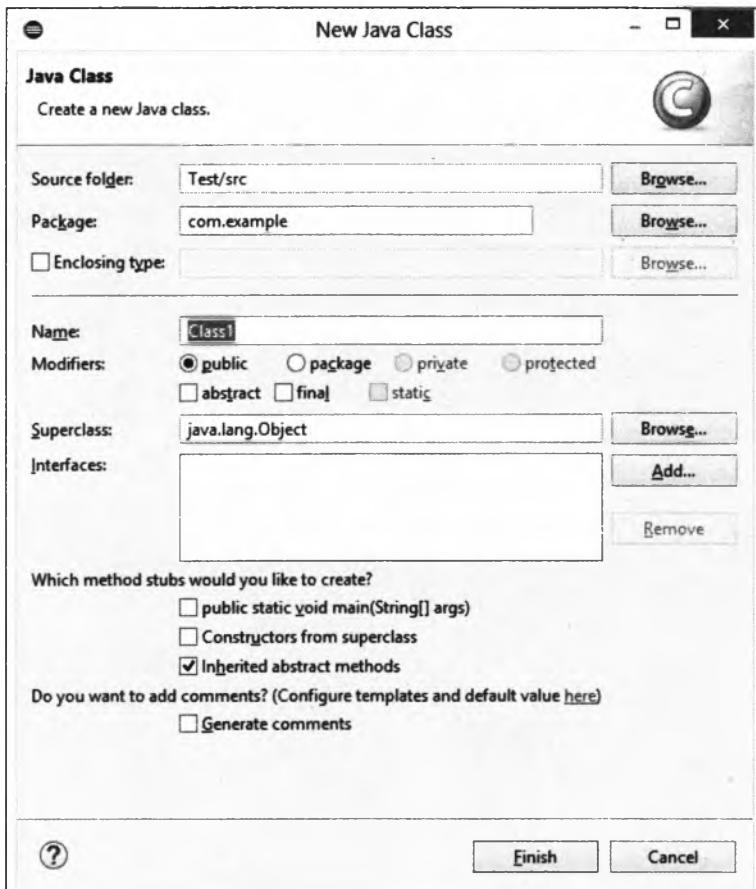 New Java Class
Java Class
Create a new Java class.
Source folder: Test/src Browse...
Package: com.example Browse...
Enclosing type: Browse...
Name: Class1
Modifiers: public package private protected
abstract final static
Superclass: java.lang.Object Browse...
Interfaces: Add...
Remove
Which method stubs would you like to create?
public static void main(String[] args)
Constructors from superclass
Inherited abstract methods
Do you want to add comments? (Configure templates and default value here)
Generate comments
? Finish Cancel